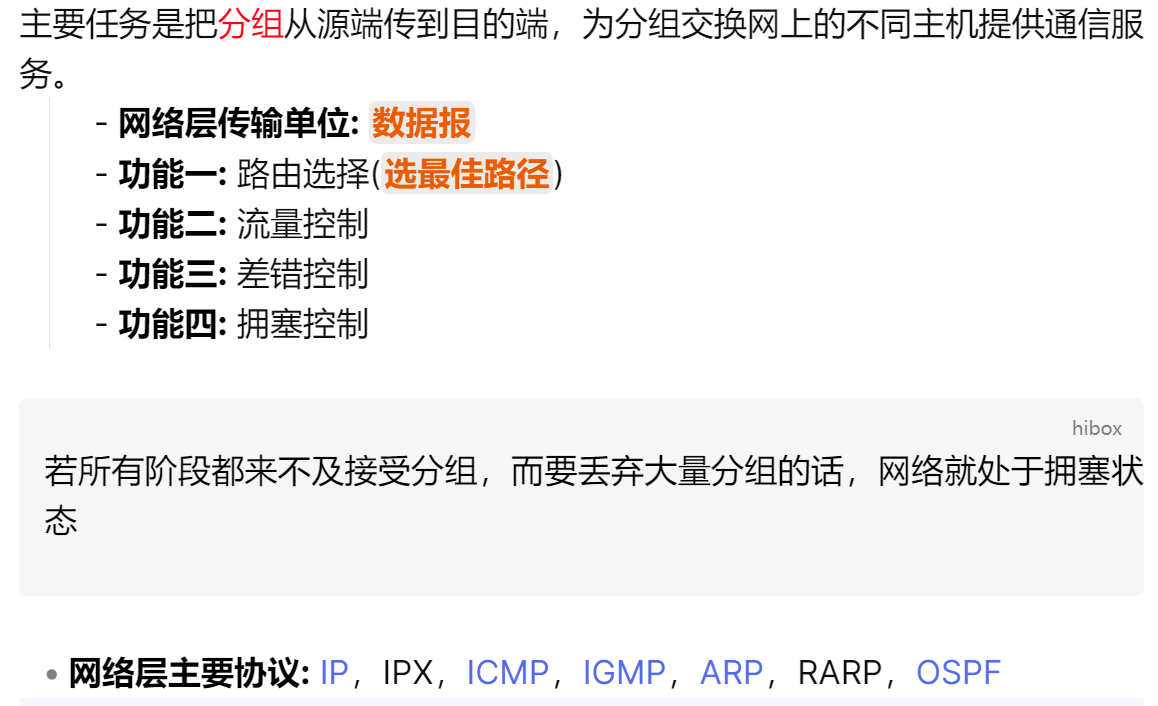 主要任务是把分组从源端传到目的端，为分组交换网上的不同主机提供通信服
务。
- 网络层传输单位: 数据报
- 功能一: 路由选择(选最佳路径)
- 功能二: 流量控制
- 功能三: 差错控制
- 功能四: 拥塞控制
hibox
若所有阶段都来不及接受分组，而要丢弃大量分组的话，网络就处于拥塞状
态
• 网络层主要协议: IP，IPX，ICMP，IGMP，ARP，RARP，OSPF